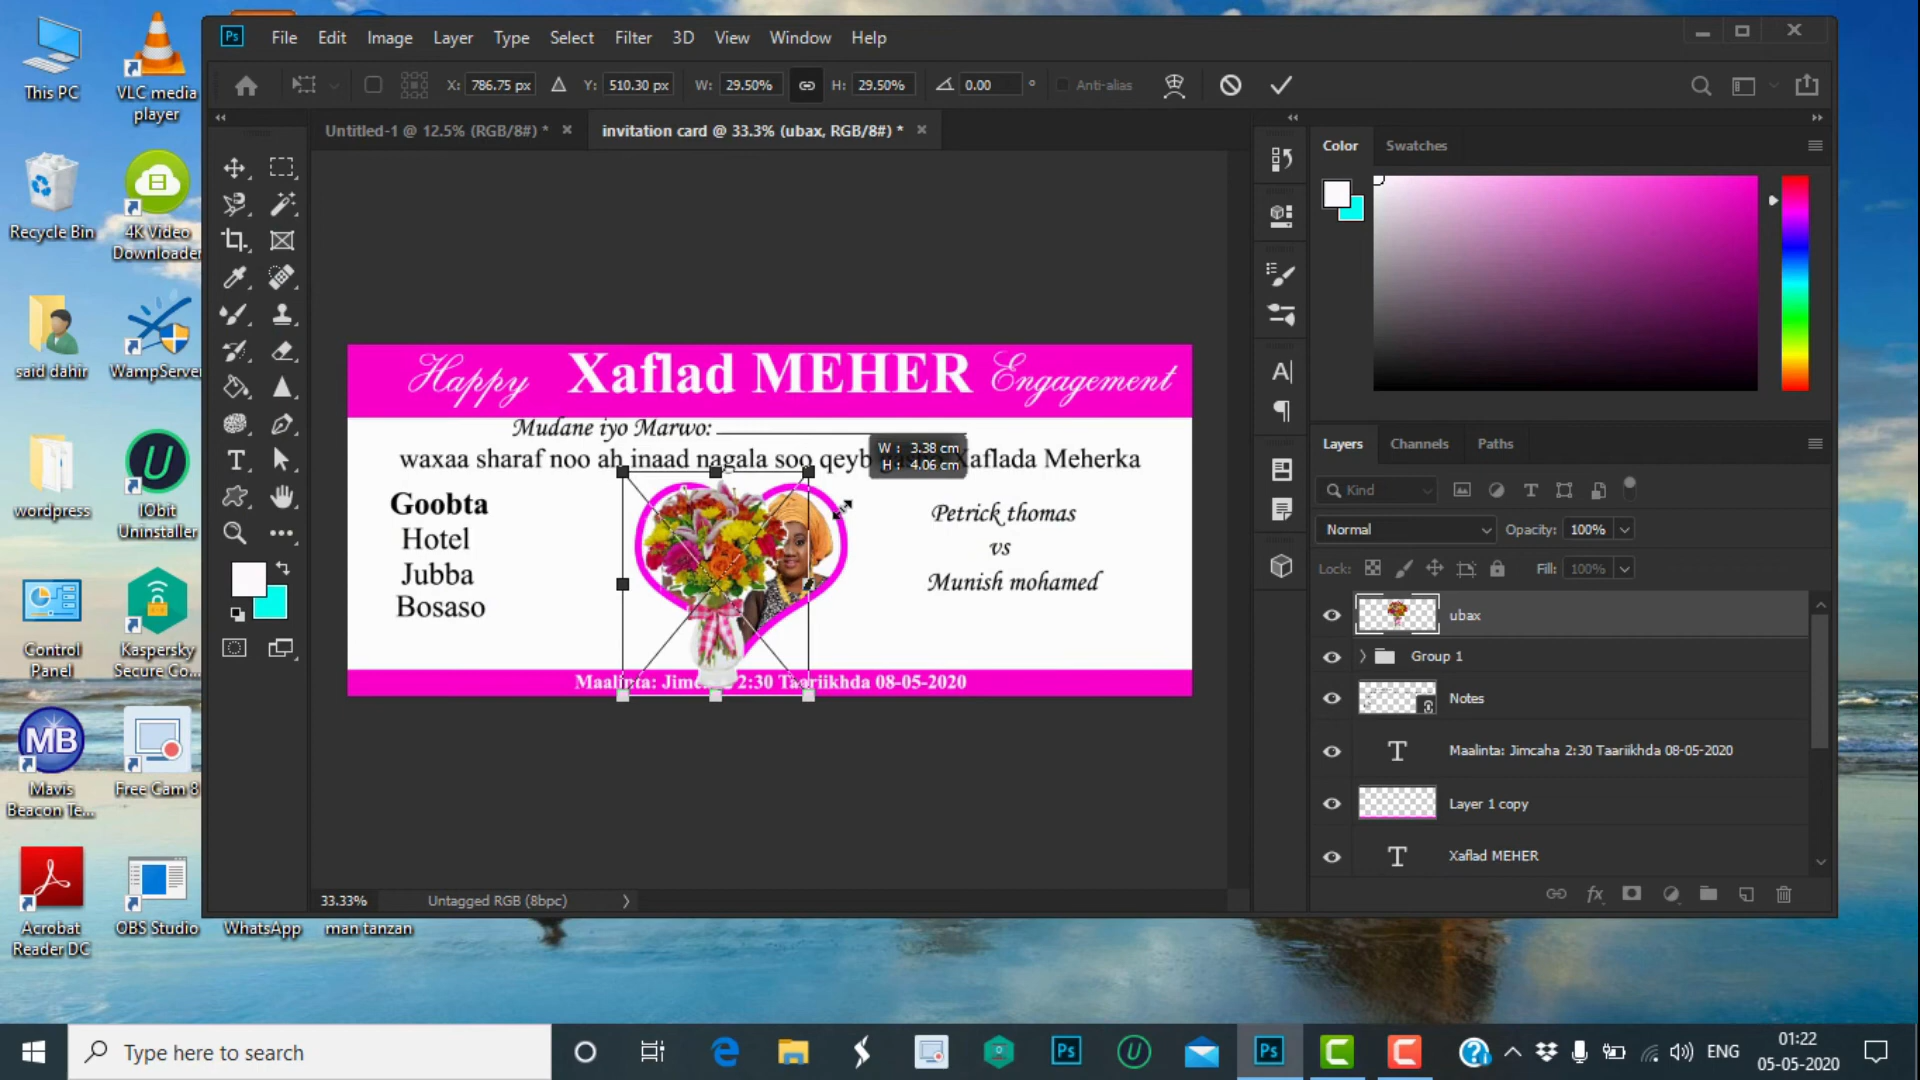 File Edit Image Layer Type Select Filter 3D View Window Help
X: 786.75 px Y: 510.30 px W: 29.50% H: 29.50% 0.00 ° Anti-alias
Untitled-1 @ 12.5% (RGB/8#) * × invitation card @ 33.3% (ubax, RGB/8#) * ×
This PC
VLC media player
Recycle Bin
4K Video Downloader
said dahir
WampServer
wordpress
IObit Uninstaller
Control Panel
Kaspersky Secure Co...
Mavis Beacon Te...
Free Cam 8
Acrobat Reader DC
OBS Studio
WhatsApp
man tanzan
Happy Xaflad MEHER Engagement
Mudane iyo Marwo:
waxaa sharaf noo ah inaad nagala soo qeyb Xaflada Meherka
W : 3.38 cm
H : 4.06 cm
Goobta
Hotel
Jubba
Bosaso
Petrick thomas
vs
Munish mohamed
Maalinta: 2:30 Taariikhda 08-05-2020
33.33% Untagged RGB (8bpc)
Color Swatches
Layers Channels Paths
Kind
Normal Opacity: 100%
Lock: Fill: 100%
ubax
Group 1
Notes
Maalinta: Jimcaha 2:30 Taariikhda 08-05-2020
Layer 1 copy
Xaflad MEHER
Type here to search
ENG
01:22
05-05-2020